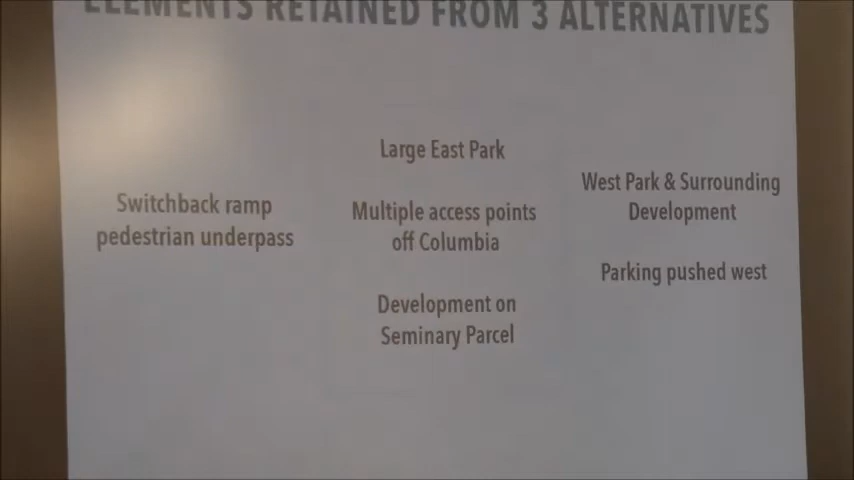 ELEMENTS RETAINED FROM 3 ALTERNATIVES
Switchback ramp
pedestrian underpass
Large East Park
Multiple access points
off Columbia
Development on
Seminary Parcel
West Park & Surrounding
Development
Parking pushed west